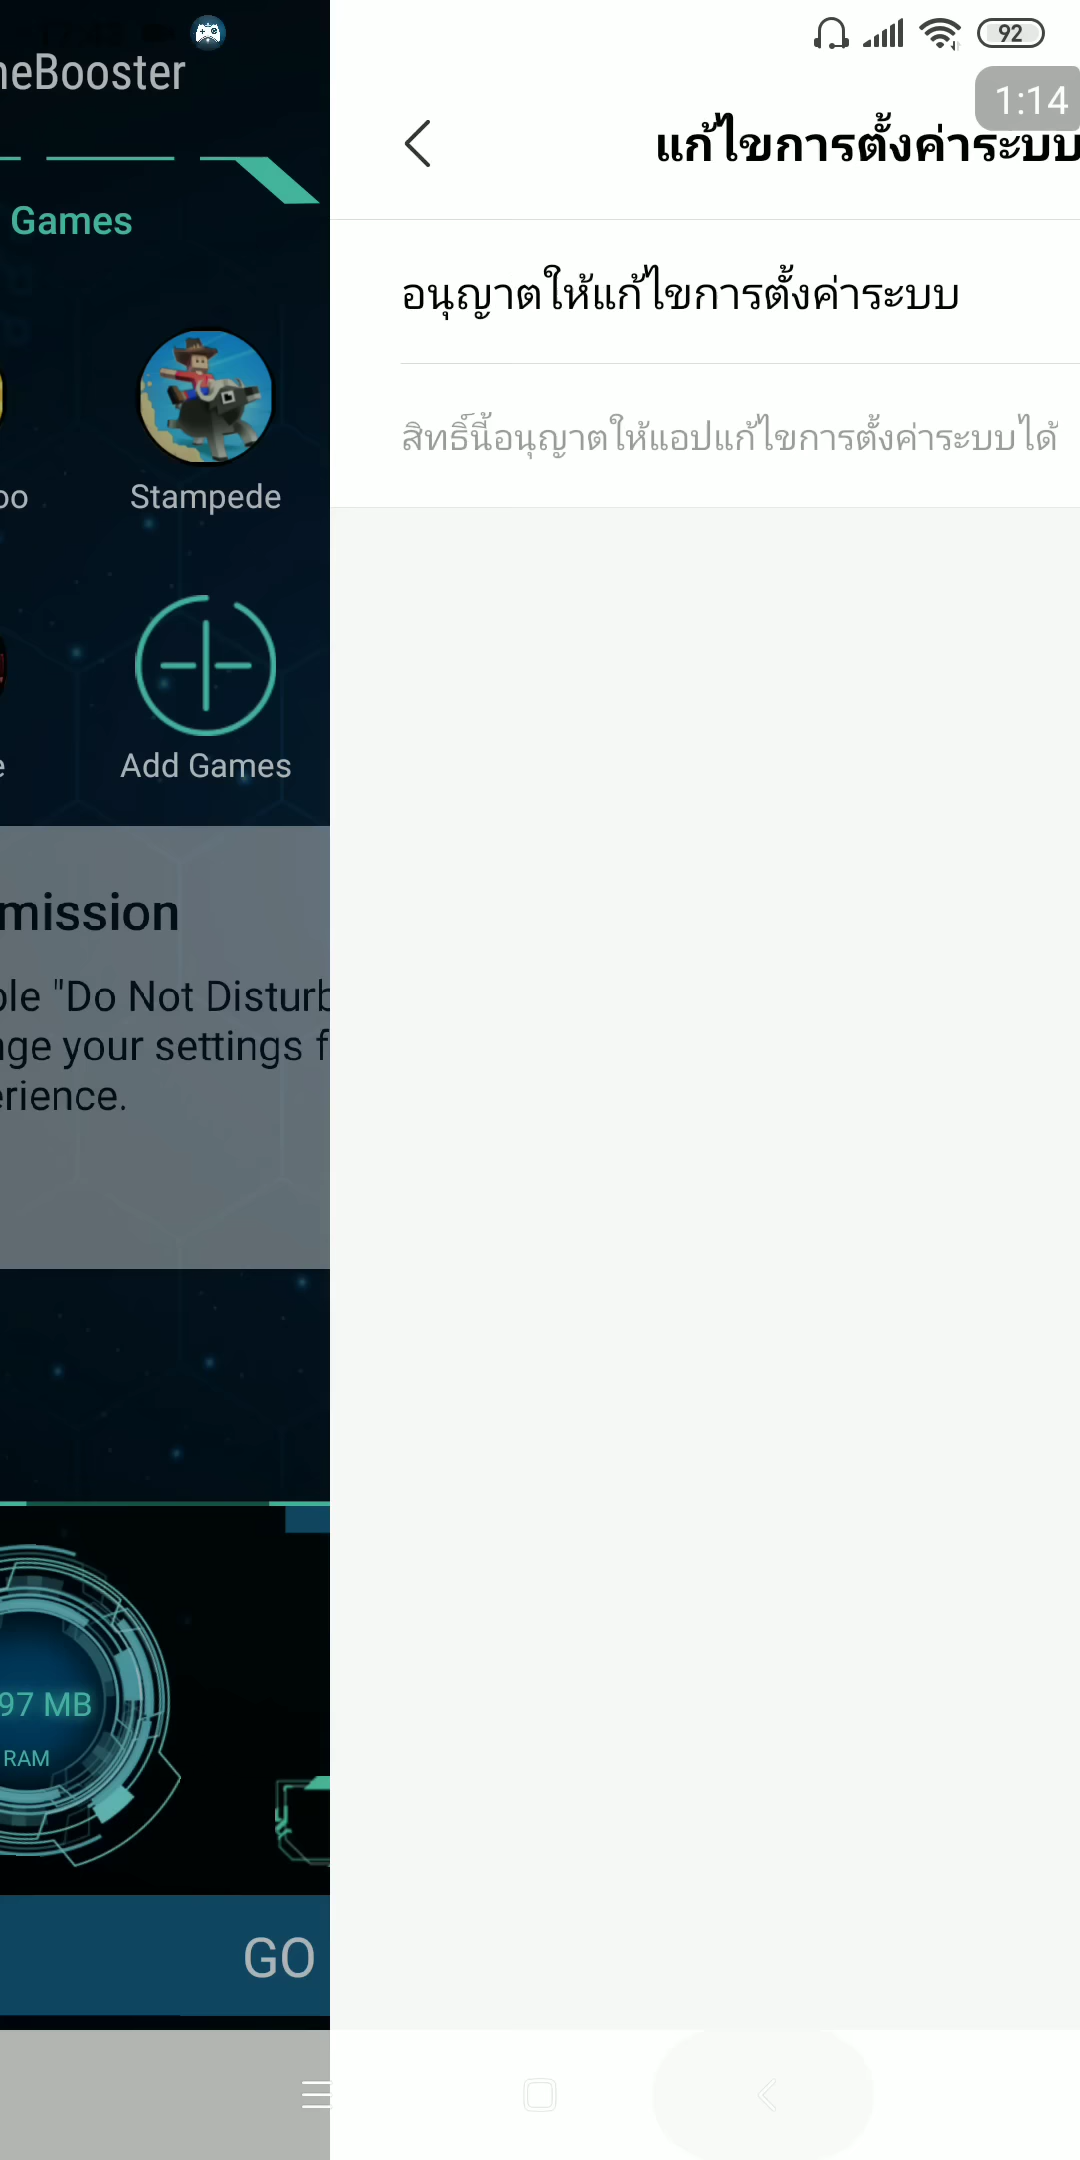 92
1:14
neBooster
แก้ไขการตั้งค่าระบบ
Games
อนุญาตให้แก้ไขการตั้งค่าระบบ
สิทธิ์นี้อนุญาตให้แอปแก้ไขการตั้งค่าระบบได้
oo
Stampede
e
Add Games
mission
ble "Do Not Disturb
nge your settings f
erience.
97 MB
RAM
GO